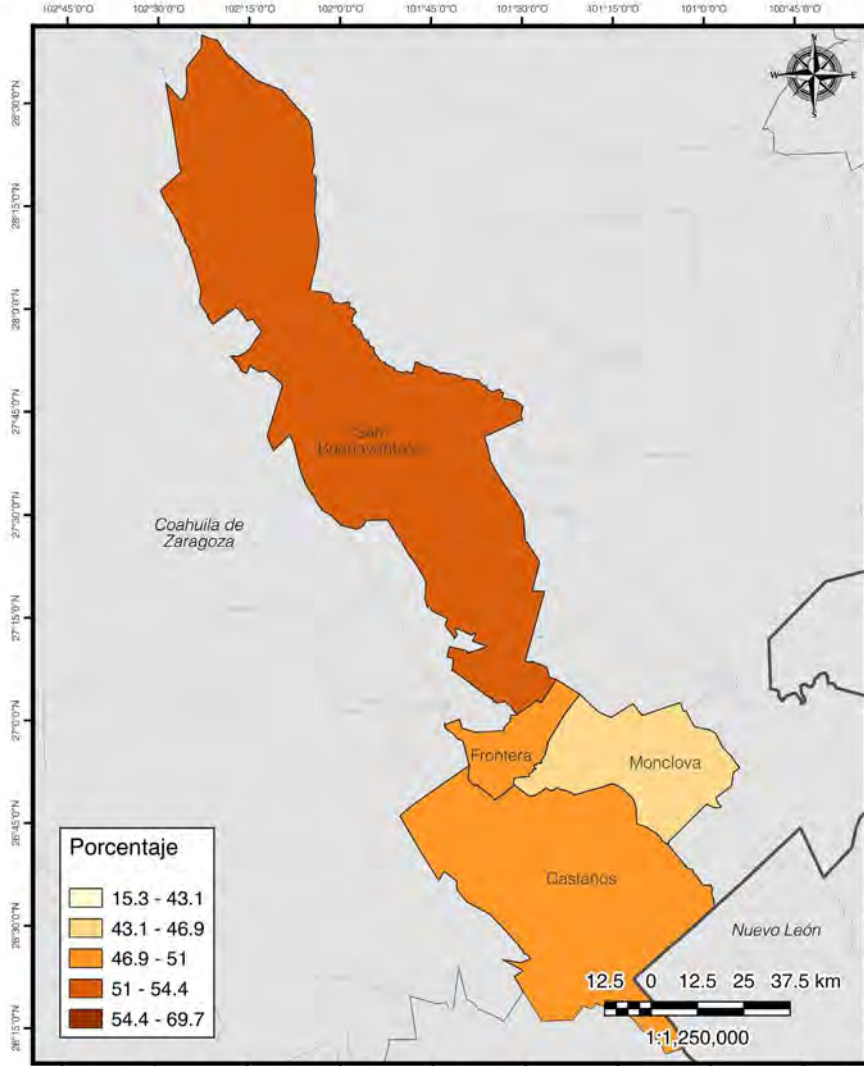 102°45'0"O 102°30'0"O 102°15'0"O 102°0'0"O 101°45'0"O 101°30'0"O 101°15'0"O 101°0'0"O 100°45'0"O
N
W E
S
28°30'0"N
28°15'0"N
28°0'0"N
27°45'0"N
San
Buenaventura
27°30'0"N
Coahuila de
Zaragoza
27°15'0"N
27°0'0"N
Frontera
Monclova
26°45'0"N
Castaños
Porcentaje
15.3 - 43.1
43.1 - 46.9
46.9 - 51
51 - 54.4
54.4 - 69.7
26°30'0"N
Nuevo León
12.5 0 12.5 25 37.5 km
26°15'0"N
1:1,250,000